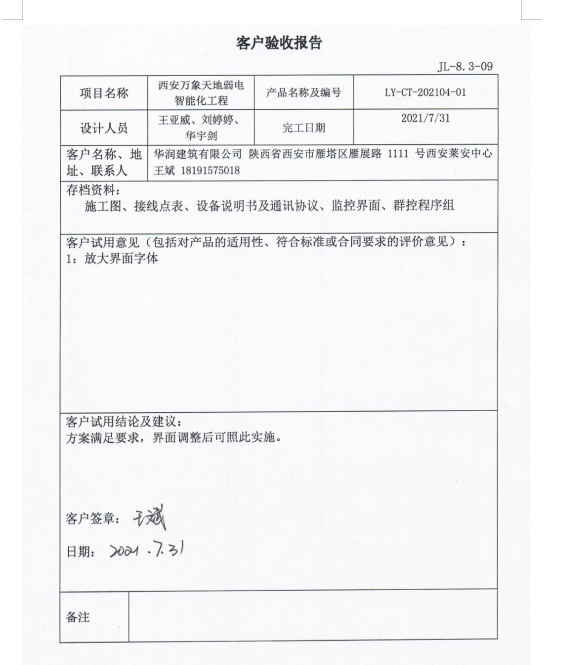 客户验收报告
JL-8.3-09
项目名称
西安万象天地弱电
智能化工程
产品名称及编号
LY-CT-202104-01
设计人员
王亚威、刘婷婷、
华宇剑
完工日期
2021/7/31
客户名称、地
址、联系人
华润建筑有限公司 陕西省西安市雁塔区雁展路 1111 号西安莱安中心
王斌 18191575018
存档资料：
施工图、接线点表、设备说明书及通讯协议、监控界面、群控程序组
客户试用意见（包括对产品的适用性、符合标准或合同要求的评价意见）：
1：放大界面字体
客户试用结论及建议：
方案满足要求，界面调整后可照此实施。
客户签章：王斌
日期：2021.7.31
备注